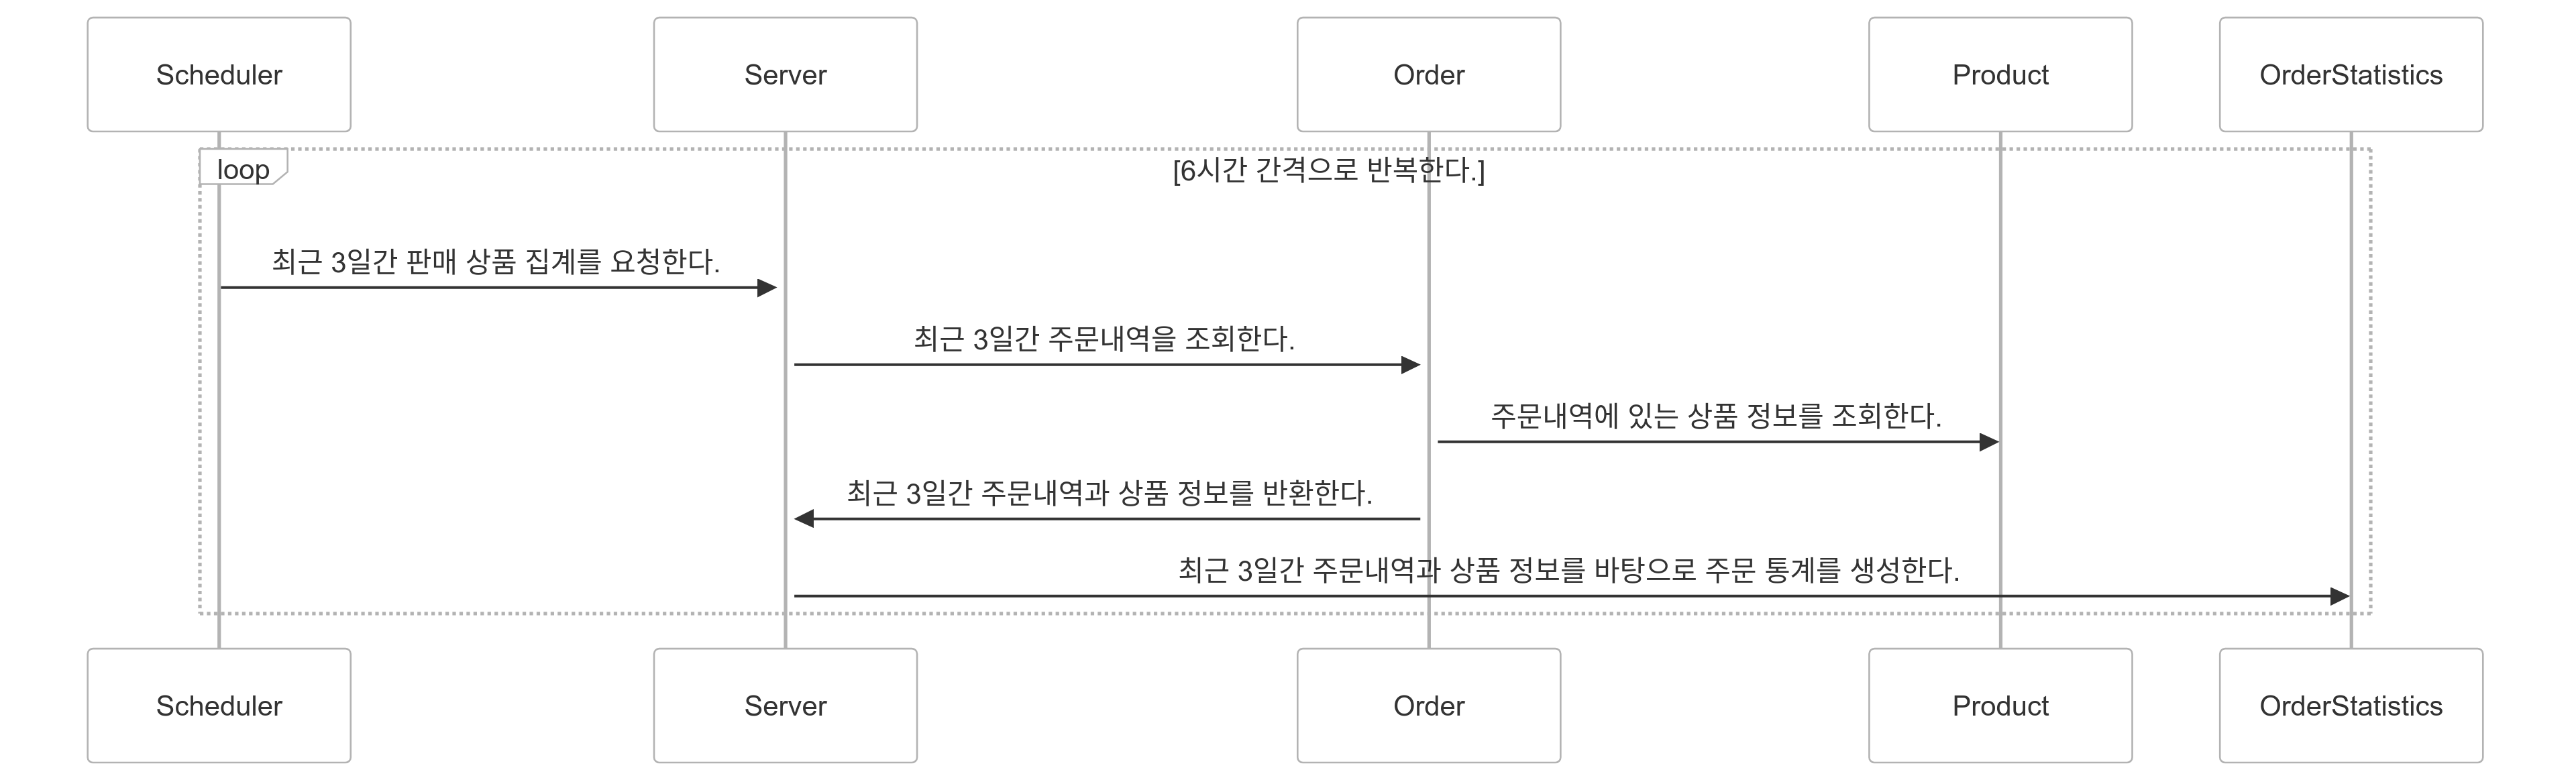 Scheduler
Server
Order
Product
OrderStatistics
loop
[6시간 간격으로 반복한다.]
최근 3일간 판매 상품 집계를 요청한다.
최근 3일간 주문내역을 조회한다.
주문내역에 있는 상품 정보를 조회한다.
최근 3일간 주문내역과 상품 정보를 반환한다.
최근 3일간 주문내역과 상품 정보를 바탕으로 주문 통계를 생성한다.
Scheduler
Server
Order
Product
OrderStatistics